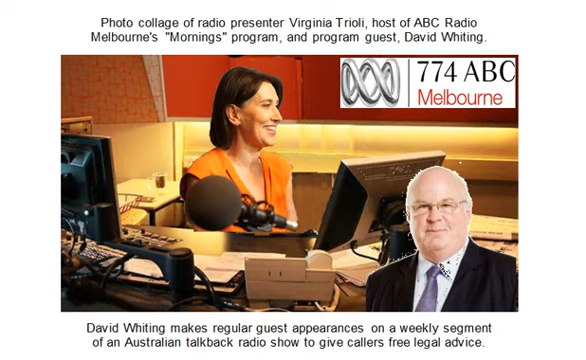 Photo collage of radio presenter Virginia Trioli, host of ABC Radio
Melbourne's "Mornings" program, and program guest, David Whiting.
774 ABC
Melbourne
David Whiting makes regular guest appearances on a weekly segment
of an Australian talkback radio show to give callers free legal advice.